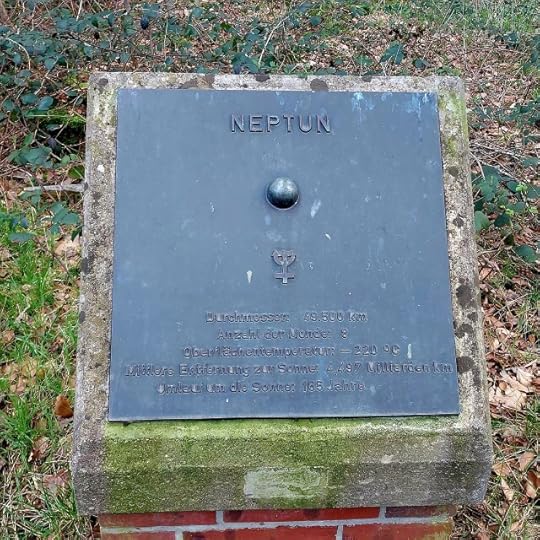 NEPTUN
Durchmesser: 49.500 km
Anzahl der Monde: 8
Oberflächentemperatur: – 220 °C
Mittlere Entfernung zur Sonne: 4,497 Milliarden km
Umlauf um die Sonne: 165 Jahre